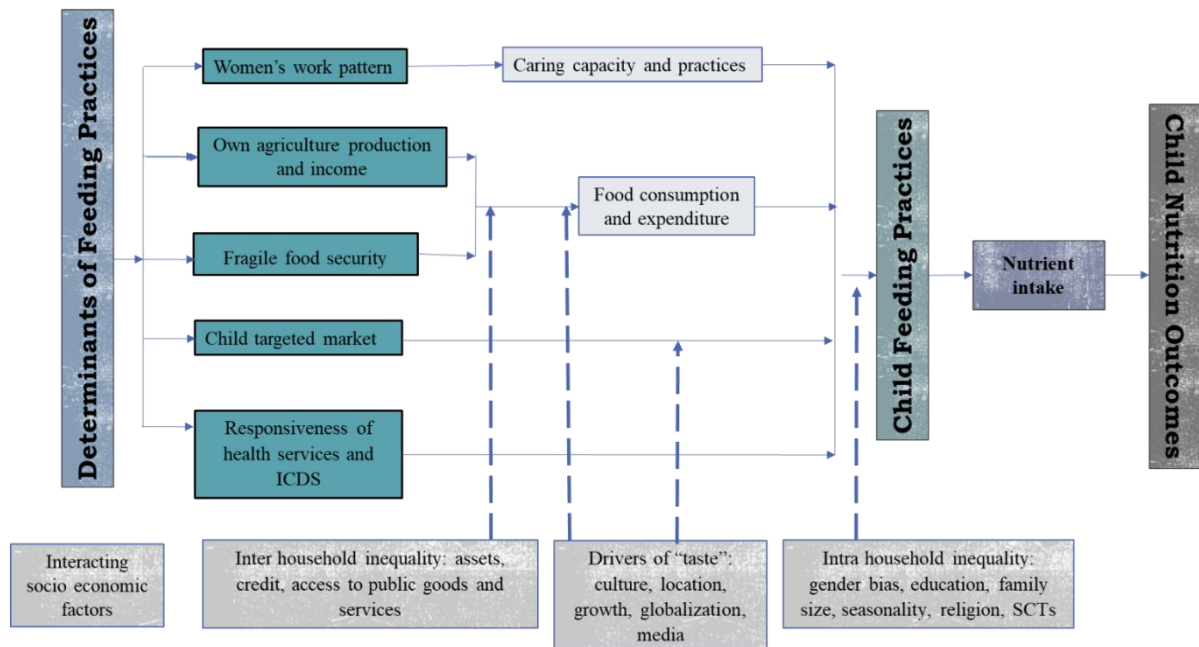 Determinants of Feeding Practices
Women's work pattern
Caring capacity and practices
Own agriculture production
and income
Food consumption
and expenditure
Fragile food security
Child targeted market
Responsiveness of
health services and
ICDS
Child Feeding Practices
Nutrient
intake
Child Nutrition Outcomes
Interacting
socio economic
factors
Inter household inequality: assets,
credit, access to public goods and
services
Drivers of “taste”:
culture, location,
growth, globalization,
media
Intra household inequality:
gender bias, education, family
size, seasonality, religion, SCTs